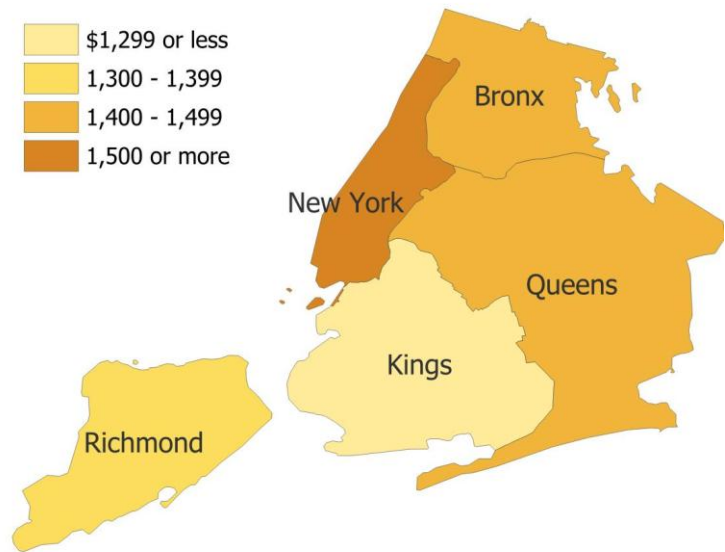 $1,299 or less
1,300 - 1,399
1,400 - 1,499
1,500 or more
Bronx
New York
Queens
Kings
Richmond